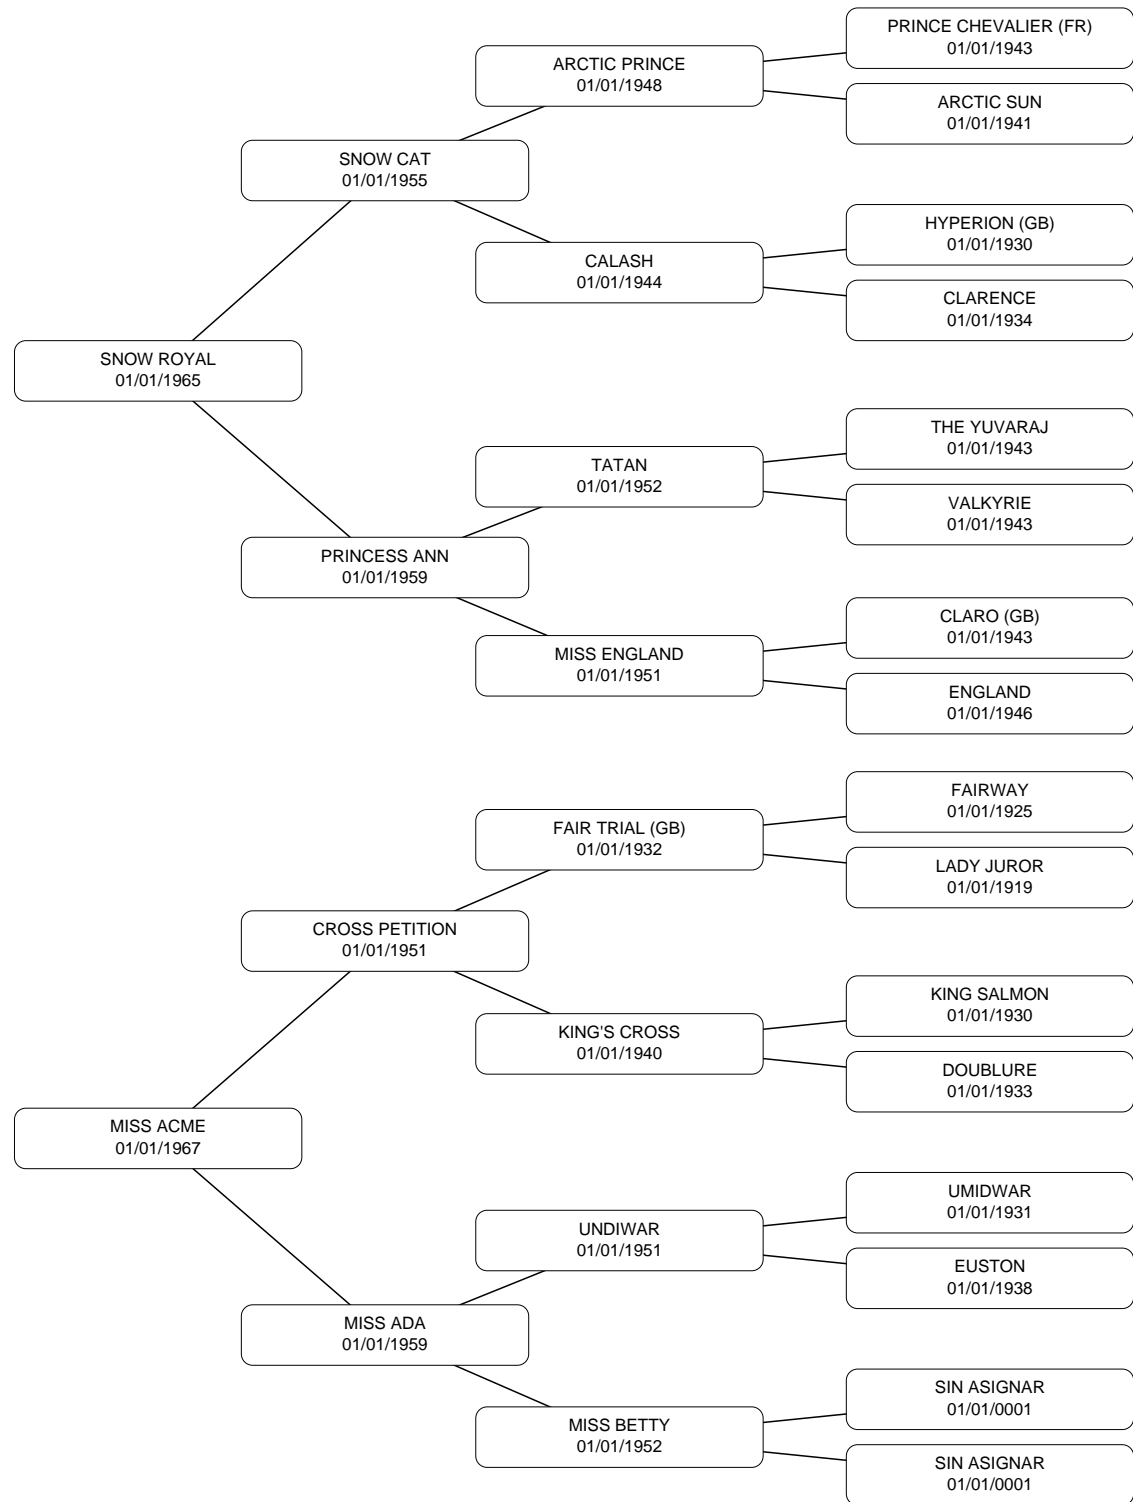 PRINCE CHEVALIER (FR)
01/01/1943
ARCTIC PRINCE
01/01/1948
ARCTIC SUN
01/01/1941
SNOW CAT
01/01/1955
HYPERION (GB)
01/01/1930
CALASH
01/01/1944
CLARENCE
01/01/1934
SNOW ROYAL
01/01/1965
THE YUVARAJ
01/01/1943
TATAN
01/01/1952
VALKYRIE
01/01/1943
PRINCESS ANN
01/01/1959
CLARO (GB)
01/01/1943
MISS ENGLAND
01/01/1951
ENGLAND
01/01/1946
FAIRWAY
01/01/1925
FAIR TRIAL (GB)
01/01/1932
LADY JUROR
01/01/1919
CROSS PETITION
01/01/1951
KING SALMON
01/01/1930
KING'S CROSS
01/01/1940
DOUBLURE
01/01/1933
MISS ACME
01/01/1967
UMIDWAR
01/01/1931
UNDIWAR
01/01/1951
EUSTON
01/01/1938
MISS ADA
01/01/1959
SIN ASIGNAR
01/01/0001
MISS BETTY
01/01/1952
SIN ASIGNAR
01/01/0001